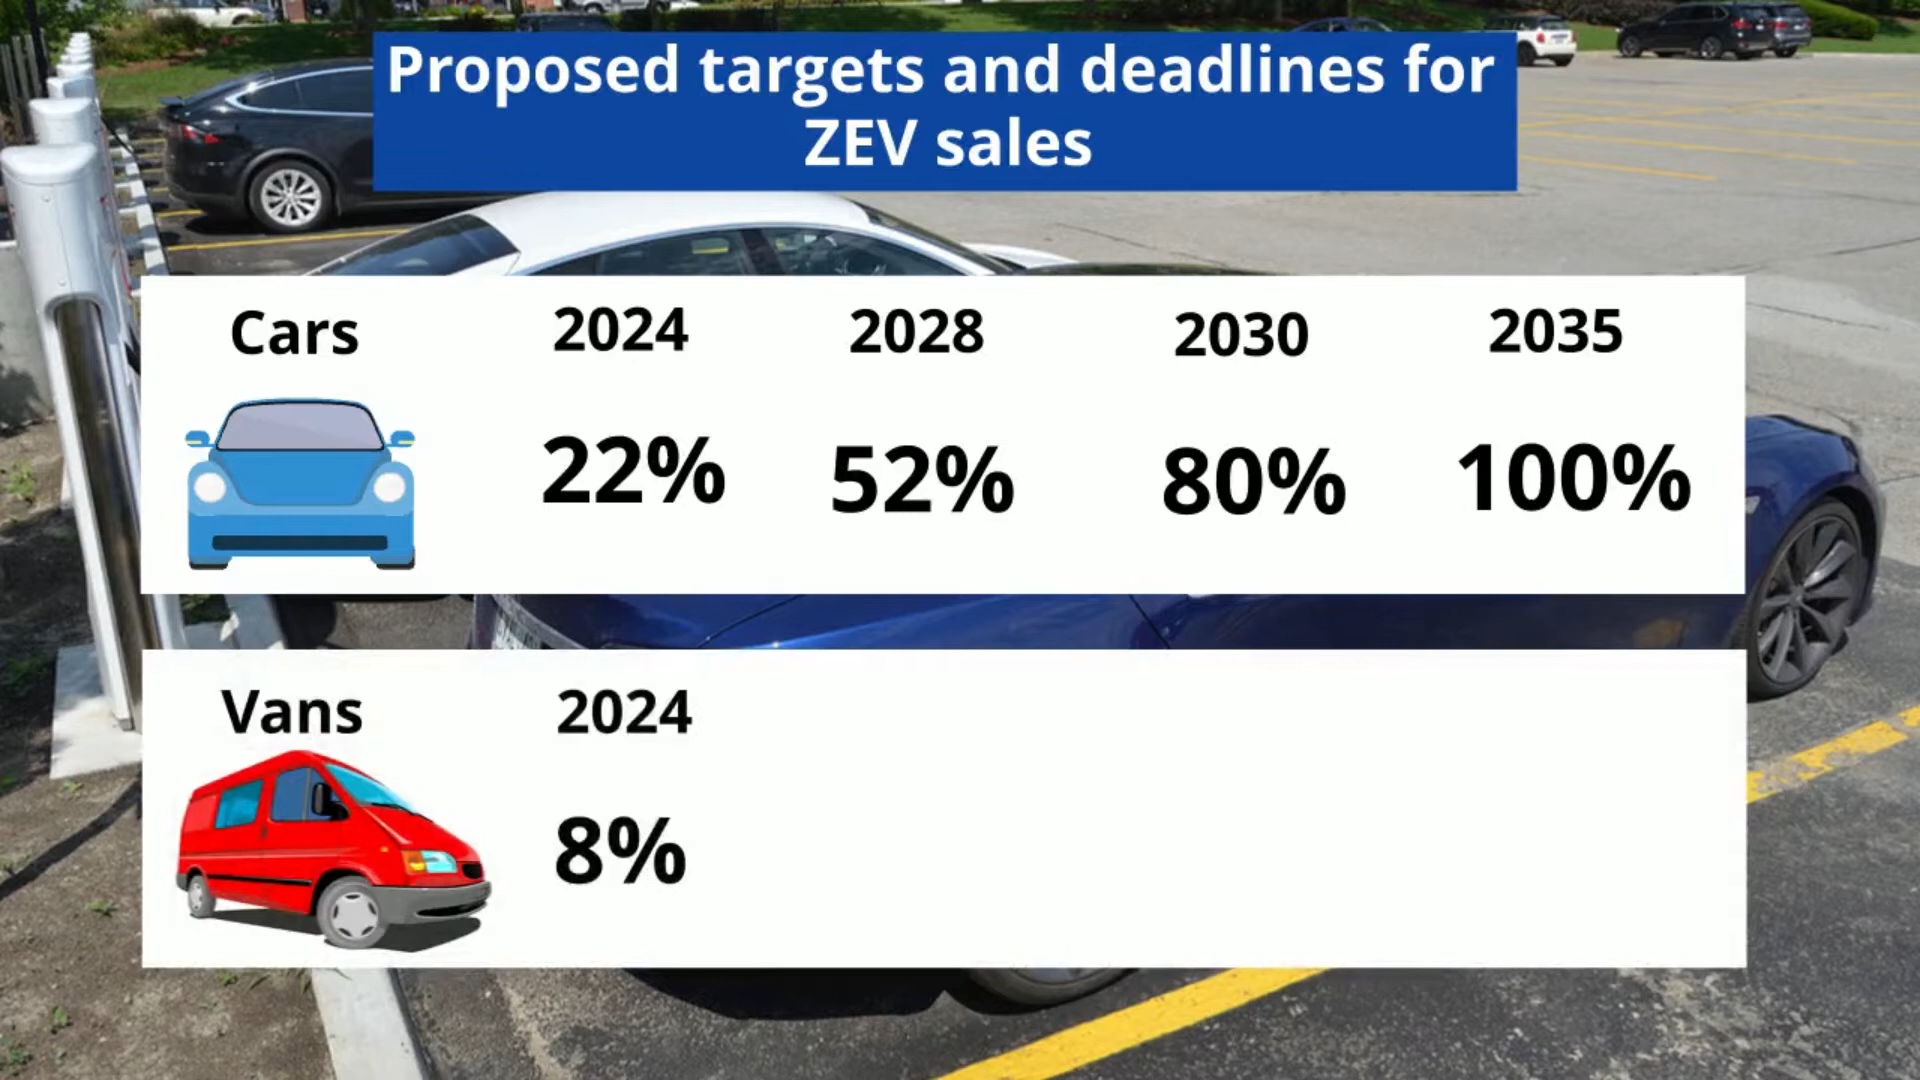 Proposed targets and deadlines for
ZEV sales
Cars 2024 2028 2030 2035
22% 52% 80% 100%
Vans 2024
8%